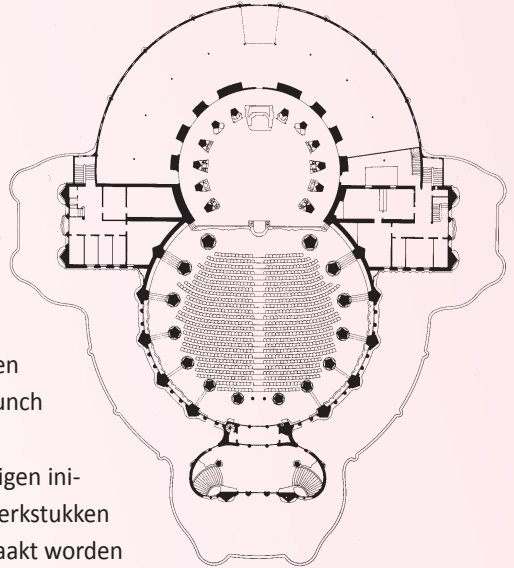 en
unch
igen ini-
erkstukken
aakt worden